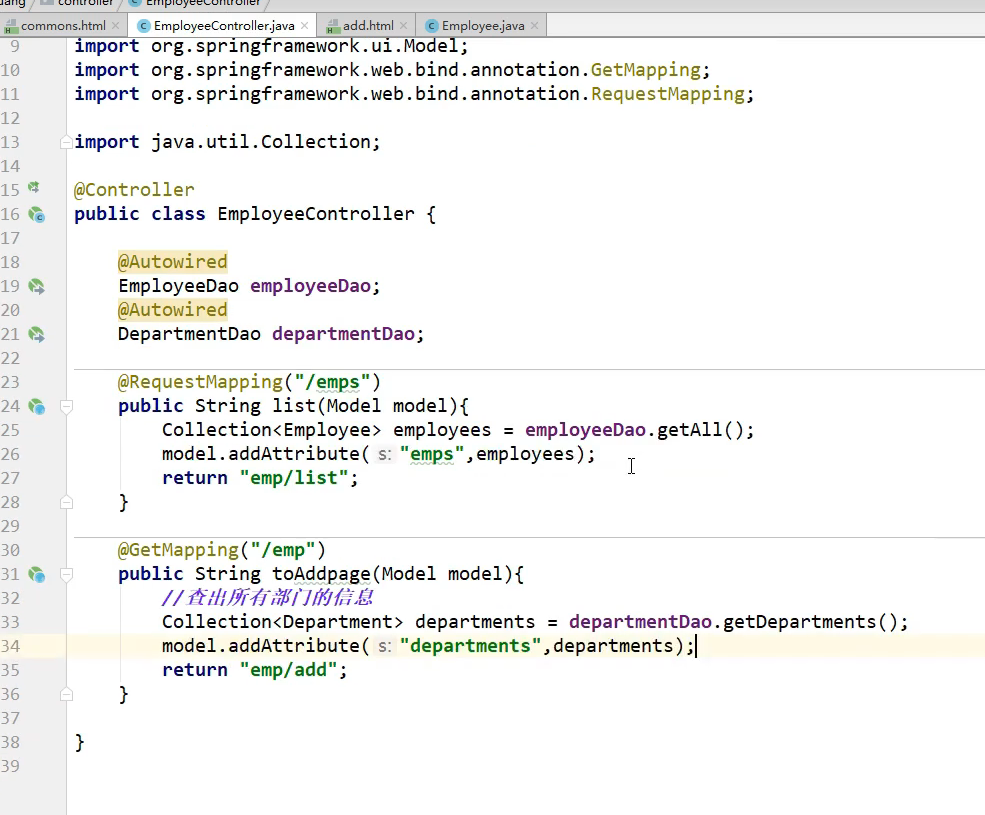 controller EmployeeController
commons.html EmployeeController.java add.html Employee.java
9 import org.springframework.ui.Model;
10 import org.springframework.web.bind.annotation.GetMapping;
11 import org.springframework.web.bind.annotation.RequestMapping;
12
13 import java.util.Collection;
14
15 @Controller
16 public class EmployeeController {
17
18 @Autowired
19 EmployeeDao employeeDao;
20 @Autowired
21 DepartmentDao departmentDao;
22
23 @RequestMapping("/emps")
24 public String list(Model model){
25 Collection<Employee> employees = employeeDao.getAll();
26 model.addAttribute( s: "emps",employees);
27 return "emp/list";
28 }
29
30 @GetMapping("/emp")
31 public String toAddpage(Model model){
32 //查出所有部门的信息
33 Collection<Department> departments = departmentDao.getDepartments();
34 model.addAttribute( s: "departments",departments);
35 return "emp/add";
36 }
37
38 }
39